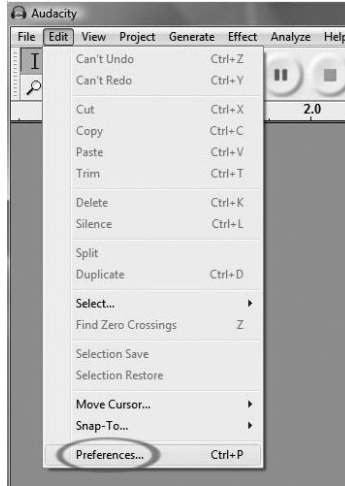 Audacity
File Edit View Project Generate Effect Analyze Help
Can't Undo Ctrl+Z
Can't Redo Ctrl+Y
2.0
Cut Ctrl+X
Copy Ctrl+C
Paste Ctrl+V
Trim Ctrl+T
Delete Ctrl+K
Silence Ctrl+L
Split
Duplicate Ctrl+D
Select...
Find Zero Crossings Z
Selection Save
Selection Restore
Move Cursor...
Snap-To...
Preferences... Ctrl+P